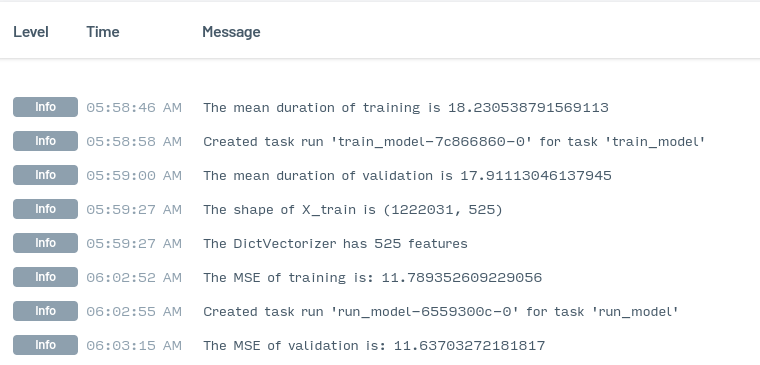 Level Time Message
Info 05:58:46 AM The mean duration of training is 18.230538791569113
Info 05:58:58 AM Created task run 'train_model-7c866860-0' for task 'train_model'
Info 05:59:00 AM The mean duration of validation is 17.91113046137945
Info 05:59:27 AM The shape of X_train is (1222031, 525)
Info 05:59:27 AM The DictVectorizer has 525 features
Info 06:02:52 AM The MSE of training is: 11.789352609229056
Info 06:02:55 AM Created task run 'run_model-6559300c-0' for task 'run_model'
Info 06:03:15 AM The MSE of validation is: 11.63703272181817